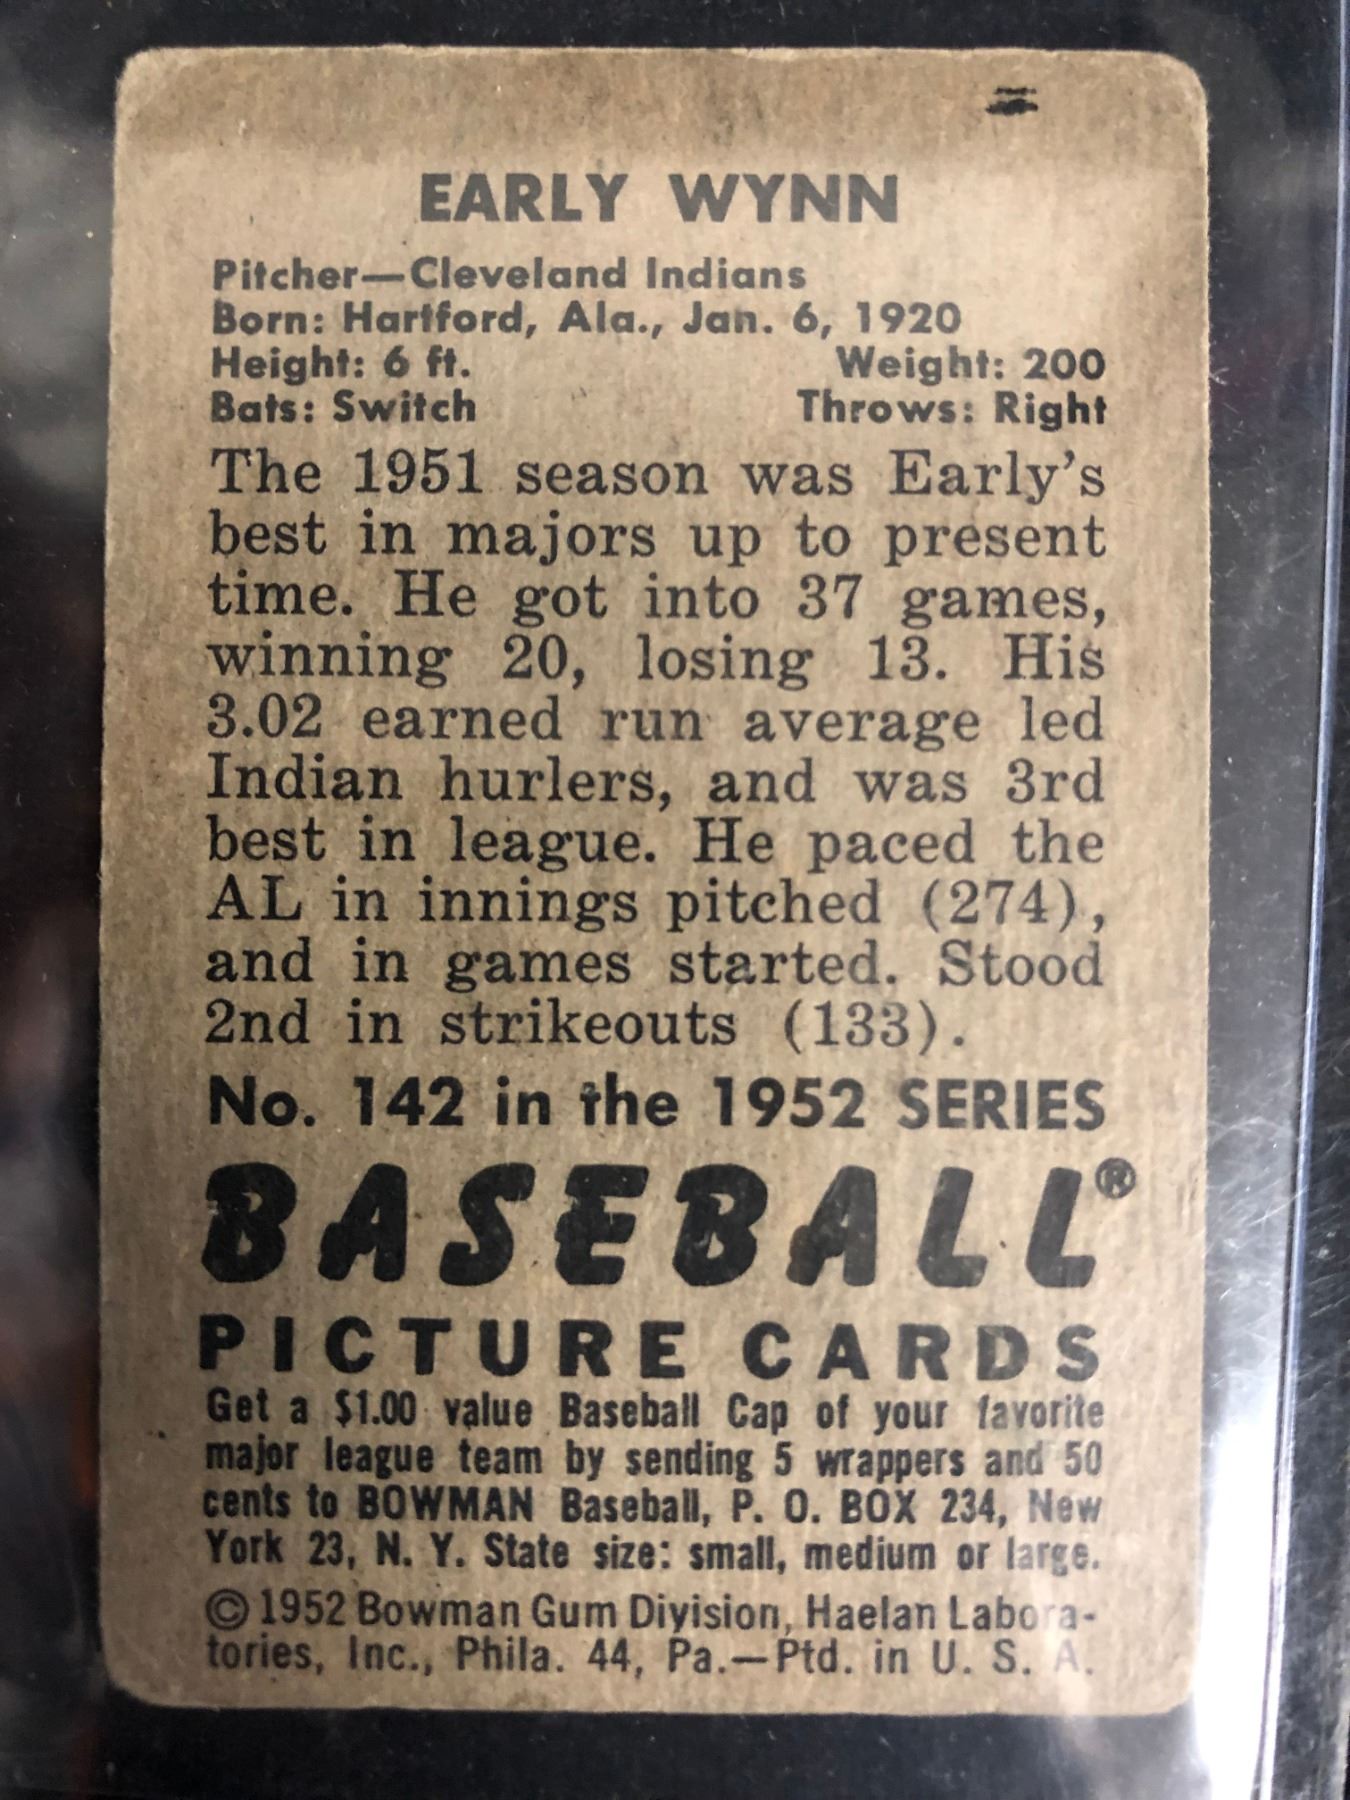 EARLY WYNN
Pitcher—Cleveland Indians
Born: Hartford, Ala., Jan. 6, 1920
Height: 6 ft. Weight: 200
Bats: Switch Throws: Right
The 1951 season was Early's
best in majors up to present
time. He got into 37 games,
winning 20, losing 13. His
3.02 earned run average led
Indian hurlers, and was 3rd
best in league. He paced the
AL in innings pitched (274),
and in games started. Stood
2nd in strikeouts (133).
No. 142 in the 1952 SERIES
BASEBALL®
PICTURE CARDS
Get a $1.00 value Baseball Cap of your favorite
major league team by sending 5 wrappers and 50
cents to BOWMAN Baseball, P. O. BOX 234, New
York 23, N. Y. State size: small, medium or large.
©1952 Bowman Gum Division, Haelan Labora-
tories, Inc., Phila. 44, Pa.—Ptd. in U. S. A.